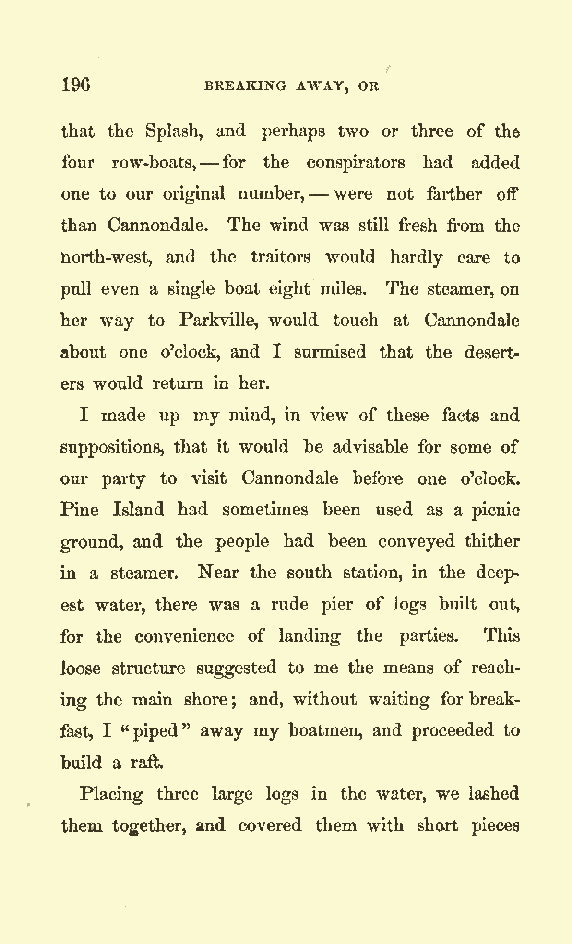 196 BREAKING AWAY, OR
that the Splash, and perhaps two or three of the
four row-boats,—for the conspirators had added
one to our original number,—were not farther off
than Cannondale. The wind was still fresh from the
north-west, and the traitors would hardly care to
pull even a single boat eight miles. The steamer, on
her way to Parkville, would touch at Cannondale
about one o'clock, and I surmised that the desert-
ers would return in her.
I made up my mind, in view of these facts and
suppositions, that it would be advisable for some of
our party to visit Cannondale before one o'clock.
Pine Island had sometimes been used as a picnic
ground, and the people had been conveyed thither
in a steamer. Near the south station, in the deep-
est water, there was a rude pier of logs built out,
for the convenience of landing the parties. This
loose structure suggested to me the means of reach-
ing the main shore; and, without waiting for break-
fast, I "piped" away my boatmen, and proceeded to
build a raft.
Placing three large logs in the water, we lashed
them together, and covered them with short pieces